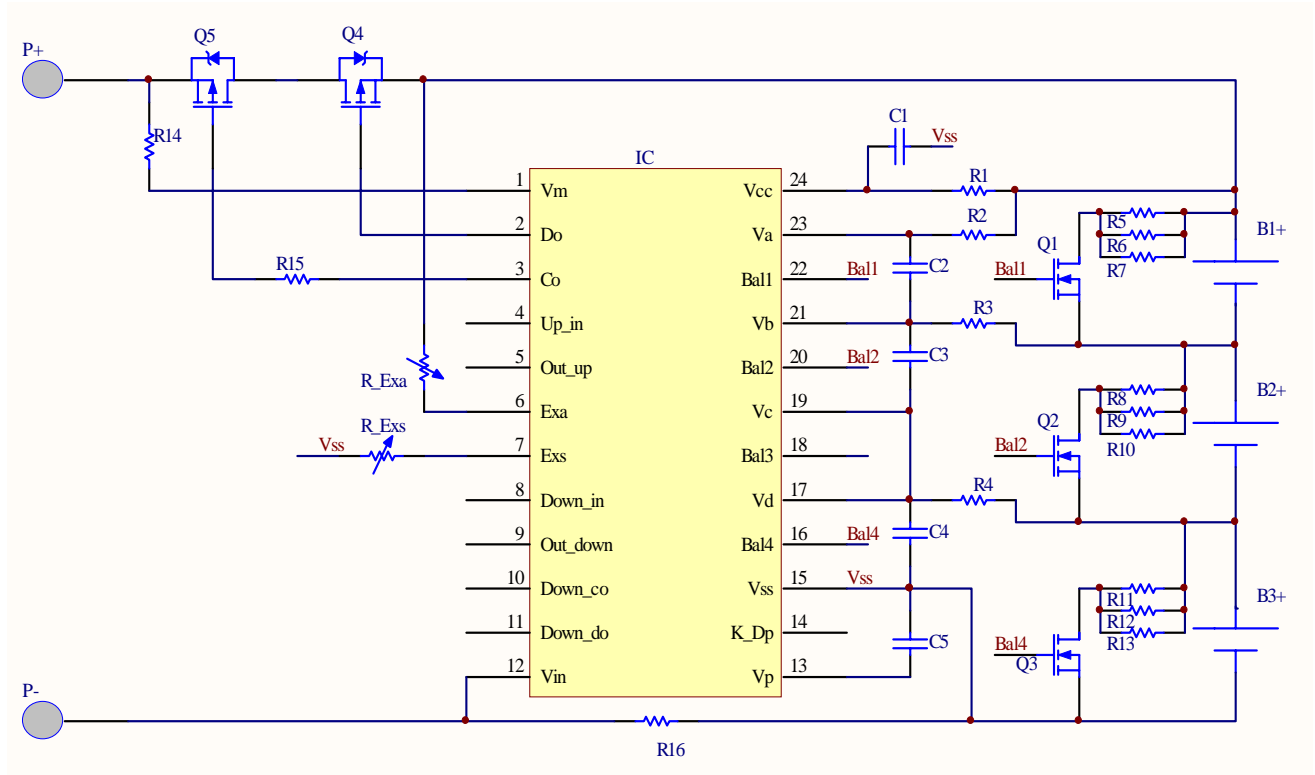 Q5
Q4
P+
R14
C1
Vss
IC
1
Vm
Vcc
24
R1
2
Do
Va
23
R2
R5
R6
R7
B1+
Q1
R15
3
Co
Bal1
22
Bal1
C2
Bal1
4
Up_in
Vb
21
R3
5
Out_up
Bal2
20
Bal2
C3
R_Exa
R8
R9
R10
B2+
6
Exa
Vc
19
Q2
R_Exs
Vss
7
Exs
Bal3
18
Bal2
8
Down_in
Vd
17
R4
9
Out_down
Bal4
16
Bal4
C4
10
Down_co
Vss
15
Vss
R11
R12
R13
B3+
11
Down_do
K_Dp
14
C5
Bal4
Q3
12
Vin
Vp
13
P-
R16